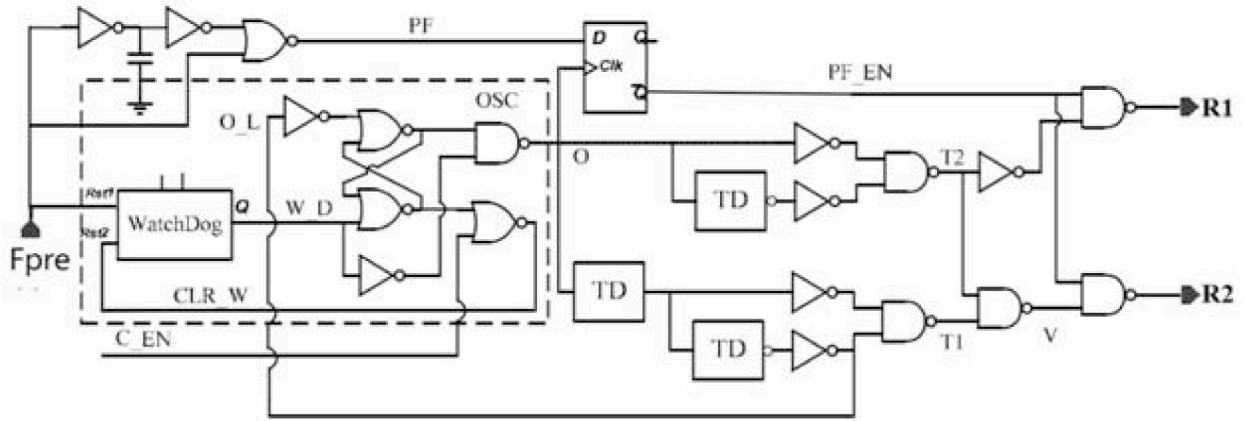 PF
D Q
Clk
Q
PF_EN
R1
OSC
O_L
O
T2
TD
Rst1
WatchDog
Q
W_D
Rst2
Fpre
CLR_W
TD
R2
C_EN
TD
T1
V